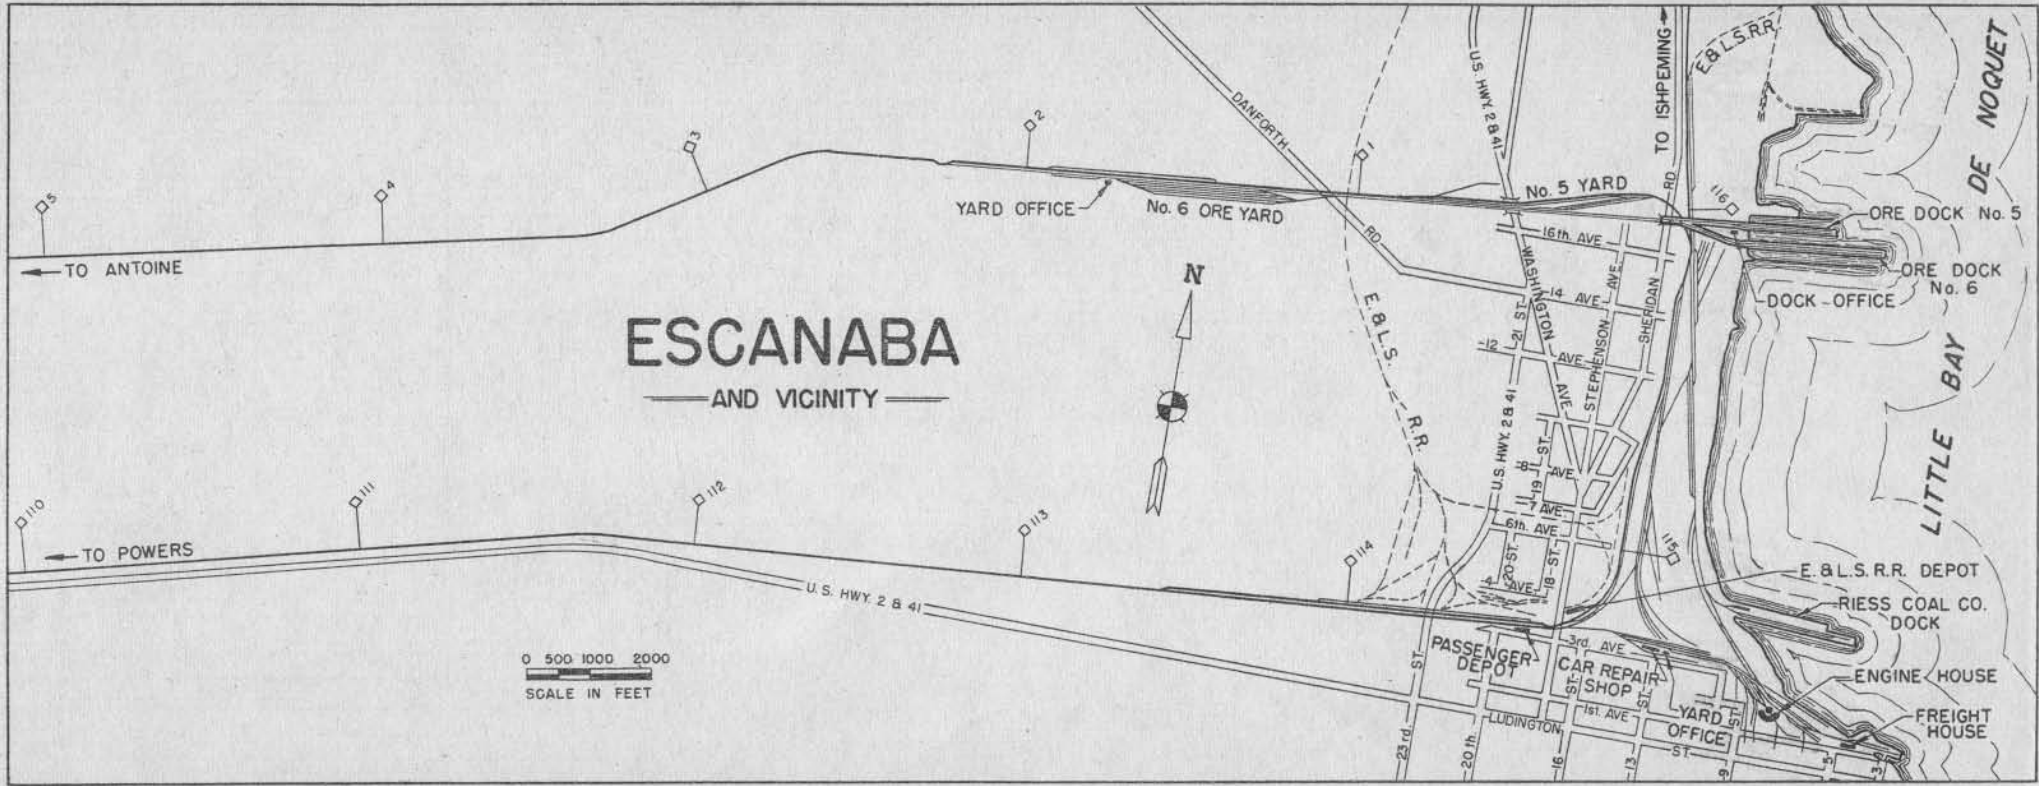 ESCANABA
AND VICINITY
N
0 500 1000 2000
SCALE IN FEET
TO ANTOINE
5
4
3
2
1
YARD OFFICE
No. 6 ORE YARD
DANFORTH
RD.
E. & L.S. R.R.
U.S. HWY. 2 & 41
No. 5 YARD
TO ISHPEMING
RD
E. & L.S. R.R.
116
ORE DOCK No. 5
ORE DOCK
No. 6
DOCK OFFICE
LITTLE BAY DE NOQUET
16th. AVE
WASHINGTON
AVE
STEPHENSON
AVE
SHERIDAN
14 AVE
21 ST.
12 AVE
U.S. HWY. 2 & 41
8 AVE
19 ST.
7 AVE
6th. AVE
20 ST.
18 ST.
4 AVE
TO POWERS
110
111
112
113
114
115
U. S. HWY. 2 & 41
E. & L.S. R.R. DEPOT
RIESS COAL CO.
DOCK
ENGINE HOUSE
FREIGHT
HOUSE
PASSENGER
DEPOT
3rd. AVE
CAR REPAIR
SHOP
YARD
OFFICE
1st. AVE
LUDINGTON
ST.
23rd. ST.
20th.
16 ST.
13 ST.
9 ST.
5
3